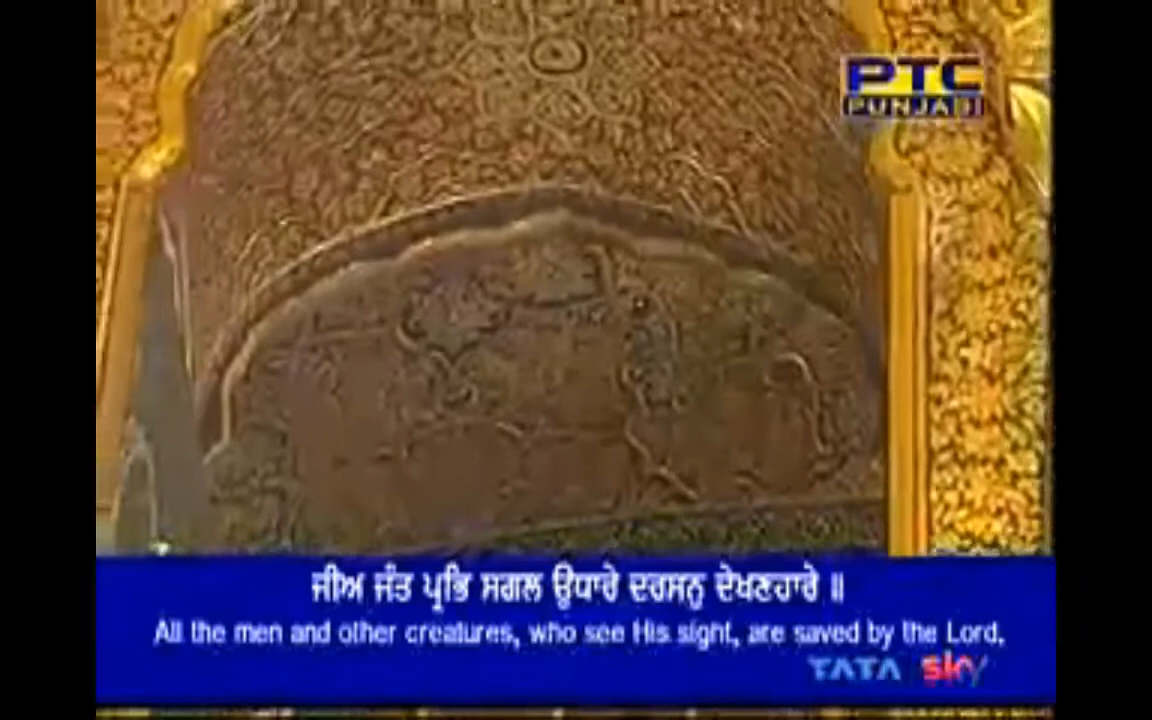 PTC
PUNJABI
ਜੀਅ ਜੰਤ ਪ੍ਰਭਿ ਸਗਲ ਉਧਾਰੇ ਦਰਸਨੁ ਦੇਖਣਹਾਰੇ ॥
All the men and other creatures, who see His sight, are saved by the Lord.
TATA sky